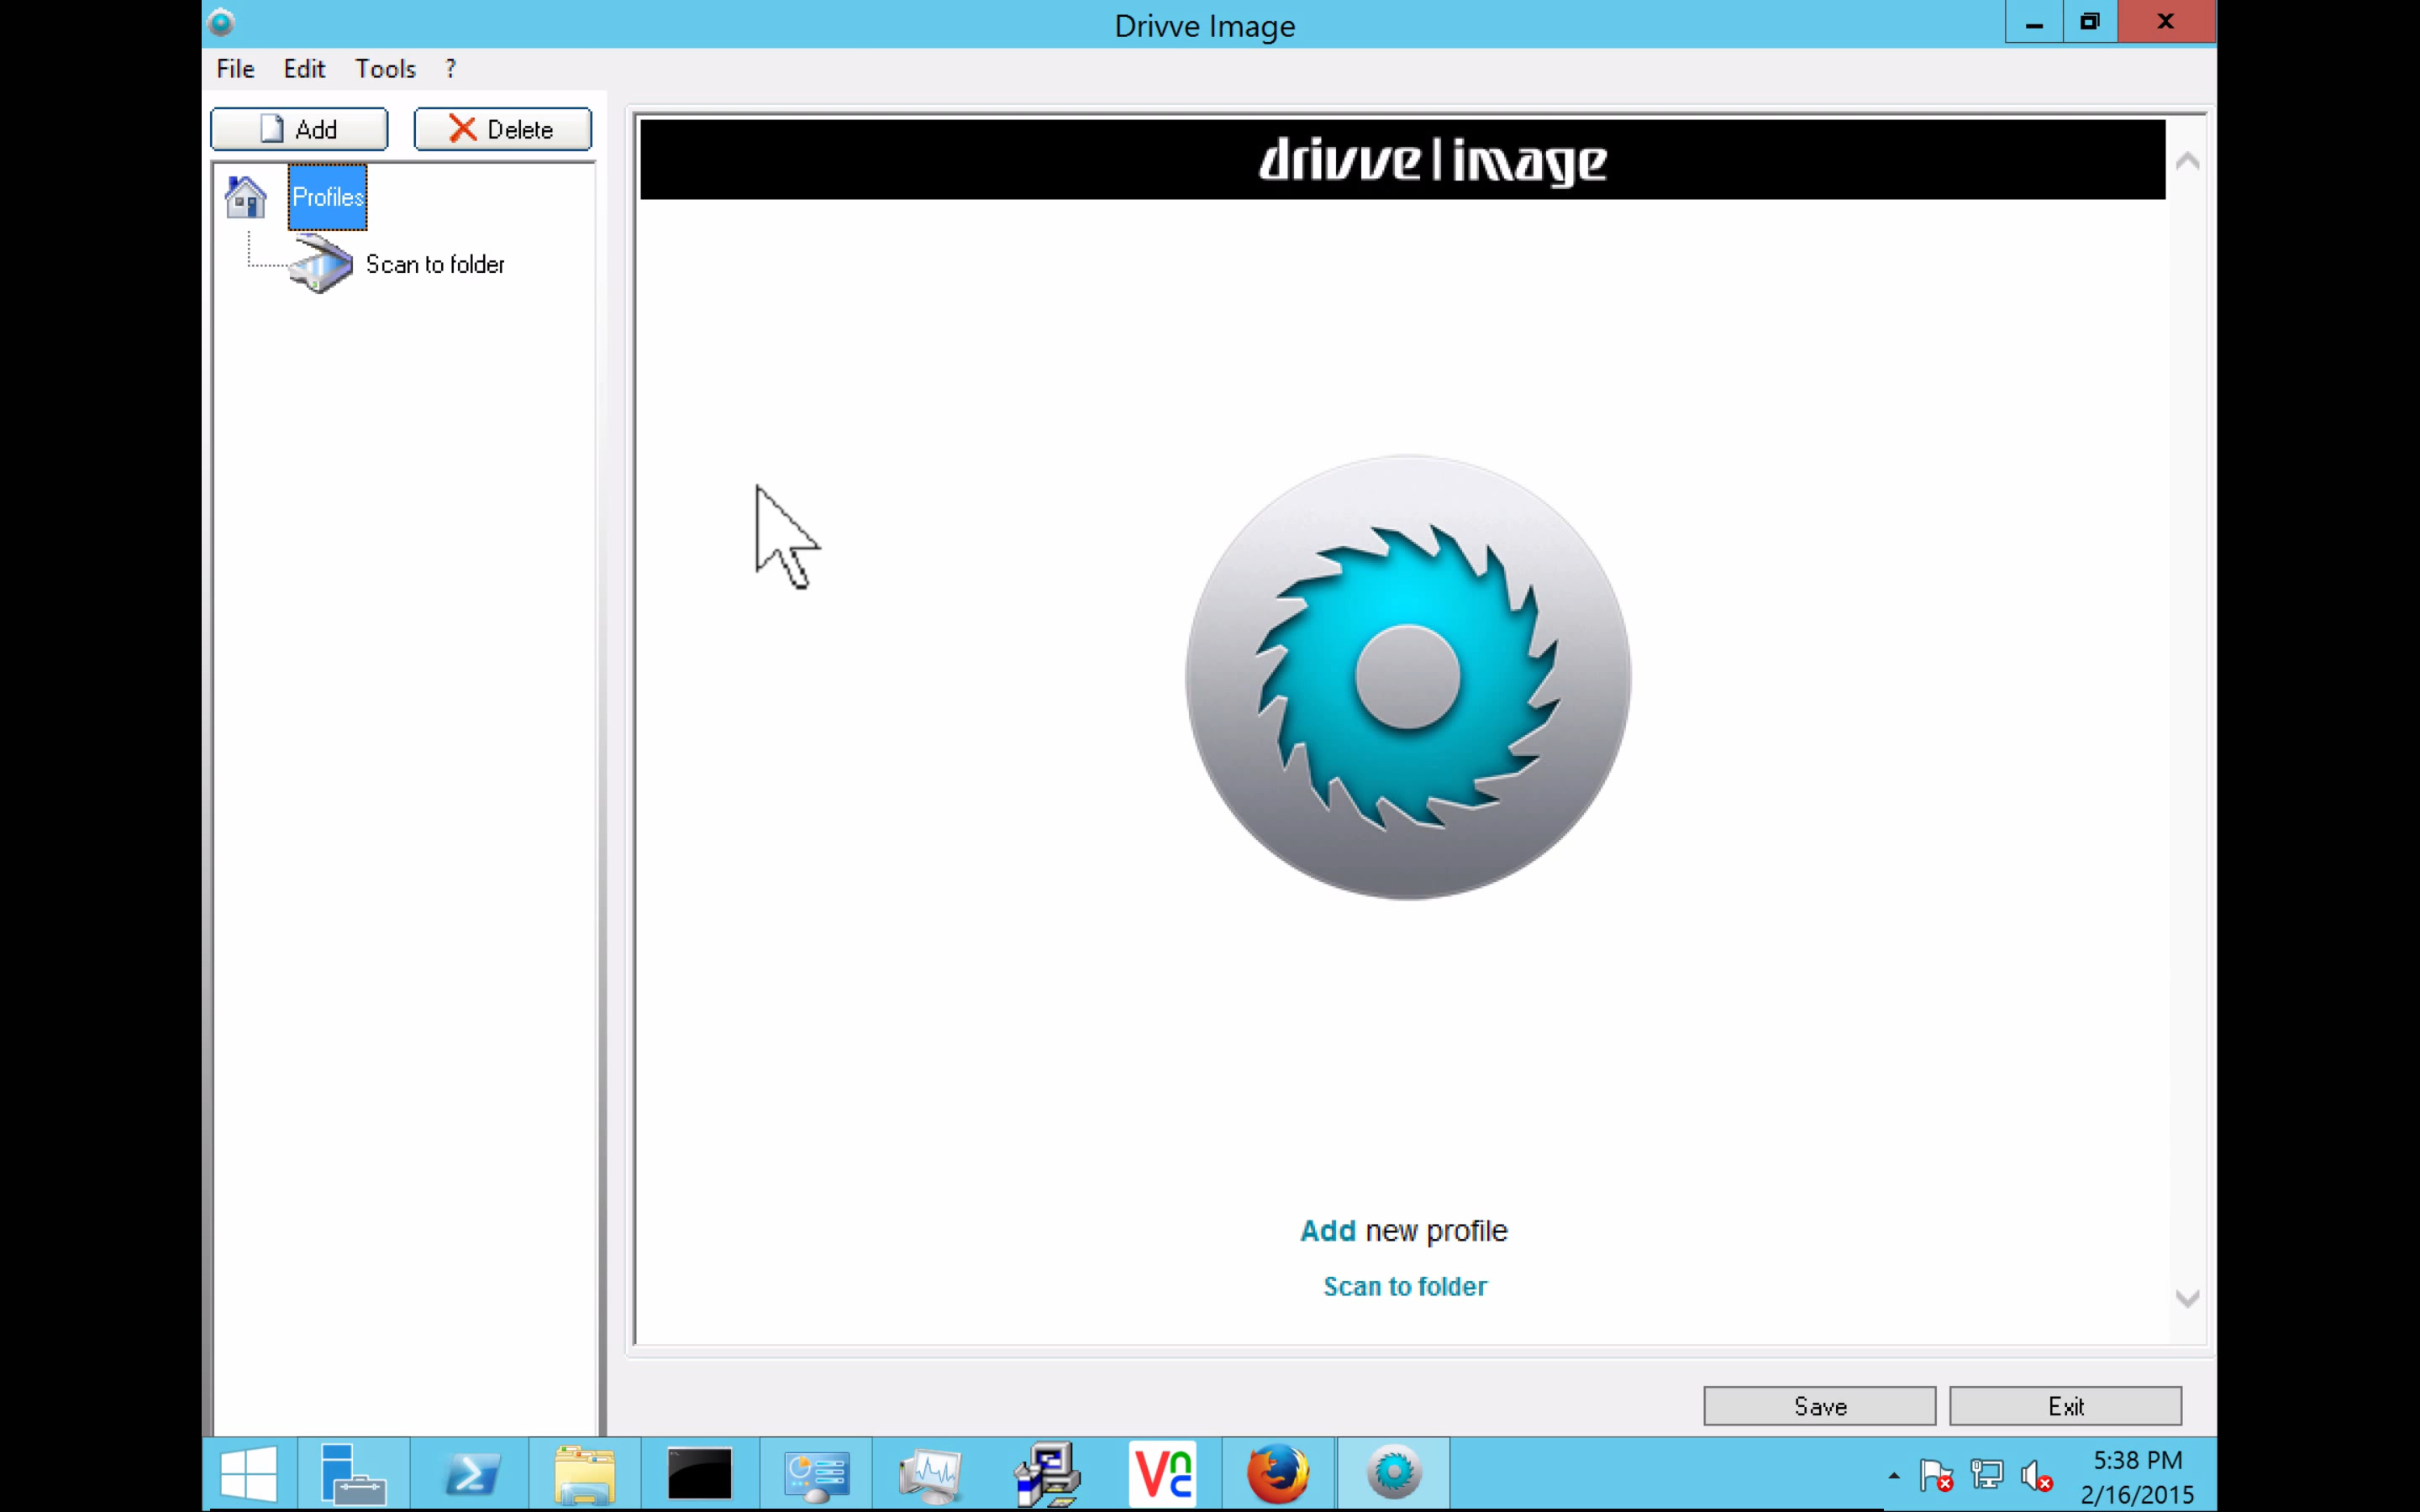 Drivve Image
File Edit Tools ?
Add Delete
drivve | image
Profiles
Scan to folder
Add new profile
Scan to folder
Save Exit
5:38 PM
2/16/2015